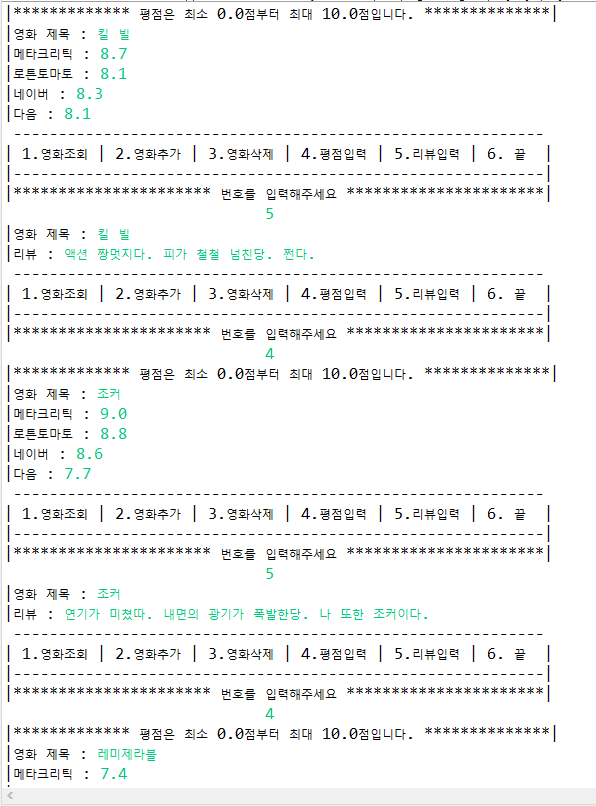 |************* 평점은 최소 0.0점부터 최대 10.0점입니다. **************|
|영화 제목 : 킬 빌
|메타크리틱 : 8.7
|로튼토마토 : 8.1
|네이버 : 8.3
|다음 : 8.1
-----------------------------------------------------------
| 1.영화조회 | 2.영화추가 | 3.영화삭제 | 4.평점입력 | 5.리뷰입력 | 6. 끝 |
|-----------------------------------------------------------|
|********************** 번호를 입력해주세요 **********************|
5
|영화 제목 : 킬 빌
|리뷰 : 액션 짱멋지다. 피가 철철 넘친당. 쩐다.
-----------------------------------------------------------
| 1.영화조회 | 2.영화추가 | 3.영화삭제 | 4.평점입력 | 5.리뷰입력 | 6. 끝 |
|-----------------------------------------------------------|
|********************** 번호를 입력해주세요 **********************|
4
|************* 평점은 최소 0.0점부터 최대 10.0점입니다. **************|
|영화 제목 : 조커
|메타크리틱 : 9.0
|로튼토마토 : 8.8
|네이버 : 8.6
|다음 : 7.7
-----------------------------------------------------------
| 1.영화조회 | 2.영화추가 | 3.영화삭제 | 4.평점입력 | 5.리뷰입력 | 6. 끝 |
|-----------------------------------------------------------|
|********************** 번호를 입력해주세요 **********************|
5
|영화 제목 : 조커
|리뷰 : 연기가 미쳤따. 내면의 광기가 폭발한당. 나 또한 조커이다.
-----------------------------------------------------------
| 1.영화조회 | 2.영화추가 | 3.영화삭제 | 4.평점입력 | 5.리뷰입력 | 6. 끝 |
|-----------------------------------------------------------|
|********************** 번호를 입력해주세요 **********************|
4
|************* 평점은 최소 0.0점부터 최대 10.0점입니다. **************|
|영화 제목 : 레미제라블
|메타크리틱 : 7.4